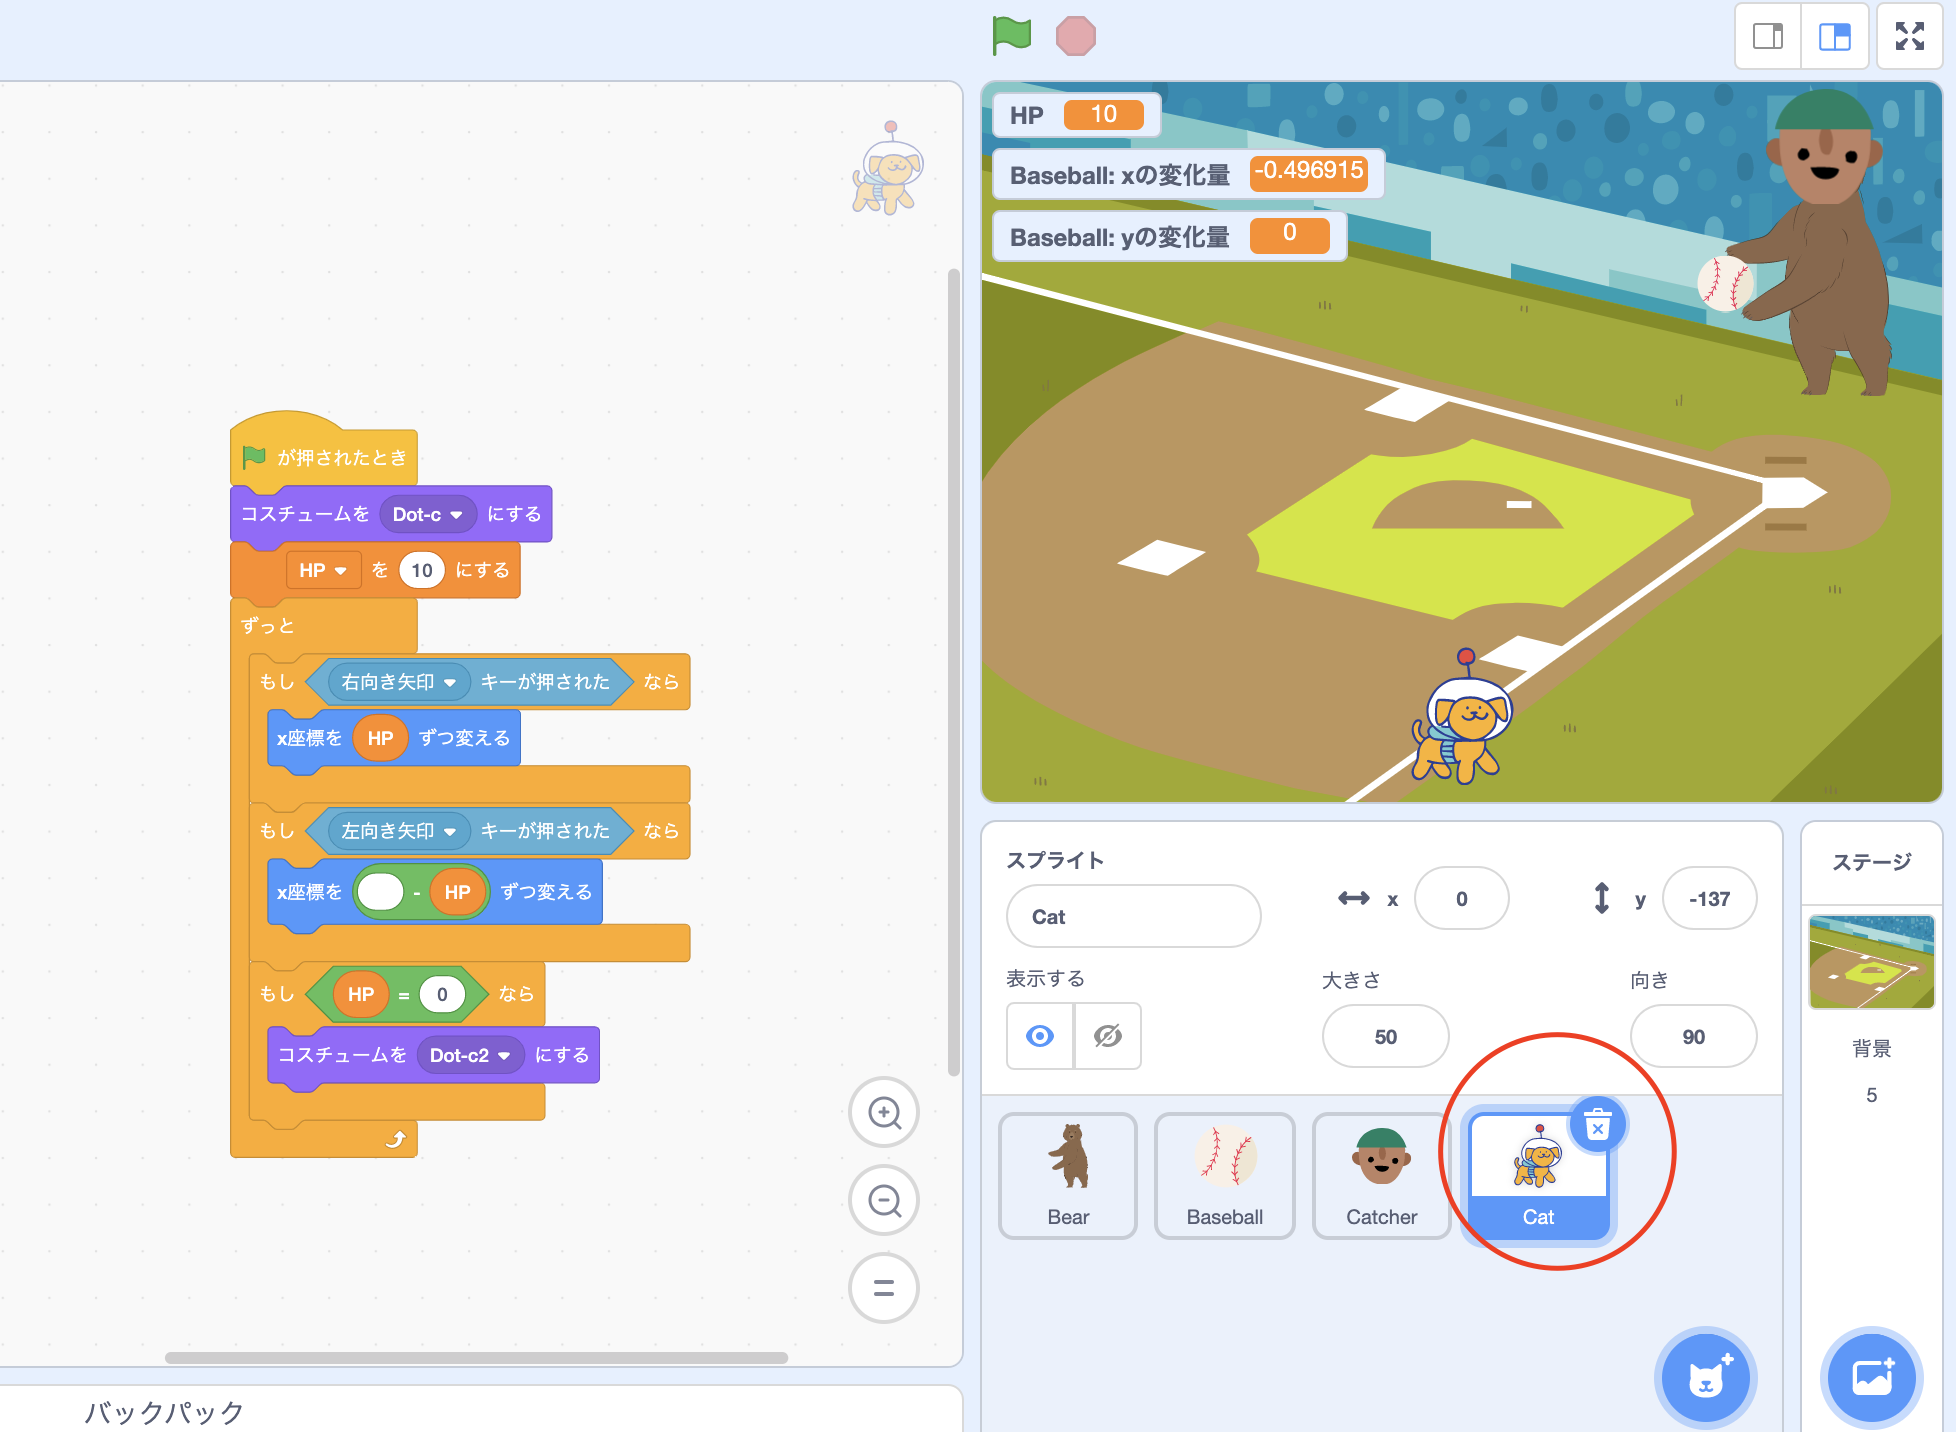 が押されたとき
コスチュームを Dot-c にする
HP を 10 にする
ずっと
もし 右向き矢印 キーが押された なら
x座標を HP ずつ変える
もし 左向き矢印 キーが押された なら
x座標を - HP ずつ変える
もし HP = 0 なら
コスチュームを Dot-c2 にする
バックパック
HP 10
Baseball: xの変化量 -0.496915
Baseball: yの変化量 0
スプライト
Cat
x 0
y -137
表示する
大きさ
50
向き
90
Bear
Baseball
Catcher
Cat
ステージ
背景
5